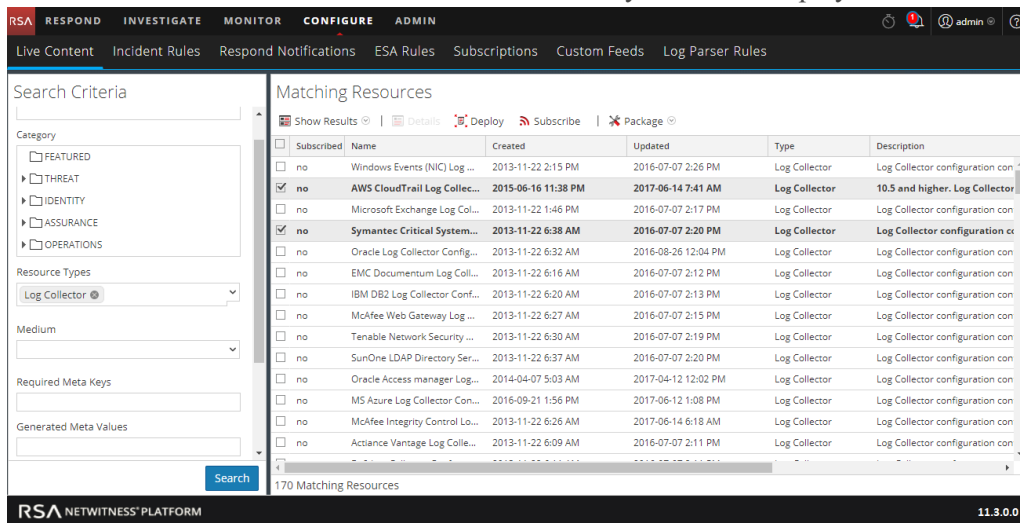 RSA RESPOND INVESTIGATE MONITOR CONFIGURE ADMIN 1 admin
Live Content Incident Rules Respond Notifications ESA Rules Subscriptions Custom Feeds Log Parser Rules
Search Criteria
Category
FEATURED
THREAT
IDENTITY
ASSURANCE
OPERATIONS
Resource Types
Log Collector
Medium
Required Meta Keys
Generated Meta Values
Search
Matching Resources
Show Results | Details Deploy Subscribe | Package
Subscribed Name Created Updated Type Description
no Windows Events (NIC) Log ... 2013-11-22 2:15 PM 2016-07-07 2:26 PM Log Collector Log Collector configuration con
no AWS CloudTrail Log Collec... 2015-06-16 11:38 PM 2017-06-14 7:41 AM Log Collector 10.5 and higher. Log Collector
no Microsoft Exchange Log Col... 2013-11-22 1:46 PM 2016-07-07 2:17 PM Log Collector Log Collector configuration con
no Symantec Critical System... 2013-11-22 6:38 AM 2016-07-07 2:20 PM Log Collector Log Collector configuration cc
no Oracle Log Collector Config... 2013-11-22 6:32 AM 2016-08-26 12:04 PM Log Collector Log Collector configuration con
no EMC Documentum Log Coll... 2013-11-22 6:16 AM 2016-07-07 2:12 PM Log Collector Log Collector configuration con
no IBM DB2 Log Collector Conf... 2013-11-22 6:20 AM 2016-07-07 2:13 PM Log Collector Log Collector configuration con
no McAfee Web Gateway Log ... 2013-11-22 6:27 AM 2016-07-07 2:15 PM Log Collector Log Collector configuration con
no Tenable Network Security ... 2013-11-22 6:30 AM 2016-07-07 2:19 PM Log Collector Log Collector configuration con
no SunOne LDAP Directory Ser... 2013-11-22 6:37 AM 2016-07-07 2:20 PM Log Collector Log Collector configuration con
no Oracle Access manager Log... 2014-04-07 5:03 AM 2017-04-12 12:02 PM Log Collector Log Collector configuration con
no MS Azure Log Collector Con... 2016-09-21 1:56 PM 2017-06-12 1:08 PM Log Collector Log Collector configuration con
no McAfee Integrity Control Lo... 2013-11-22 6:26 AM 2017-06-14 6:18 AM Log Collector Log Collector configuration con
no Actiance Vantage Log Colle... 2013-11-22 6:09 AM 2016-07-07 2:11 PM Log Collector Log Collector configuration con
170 Matching Resources
RSA NETWITNESS® PLATFORM 11.3.0.0